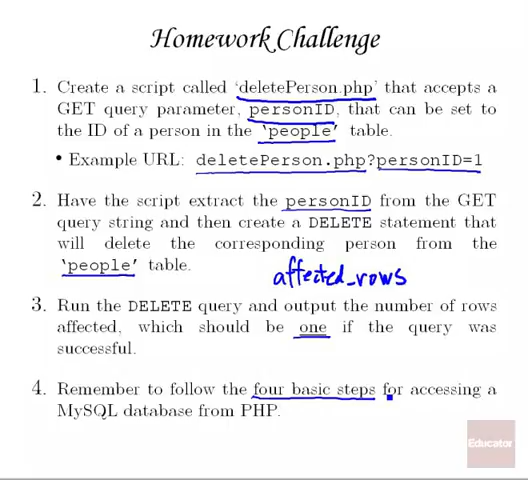 Homework Challenge
1. Create a script called ‘deletePerson.php’ that accepts a
GET query parameter, personID, that can be set to
the ID of a person in the ‘people’ table.
• Example URL: deletePerson.php?personID=1
2. Have the script extract the personID from the GET
query string and then create a DELETE statement that
will delete the corresponding person from the
‘people’ table.
affected_rows
3. Run the DELETE query and output the number of rows
affected, which should be one if the query was
successful.
4. Remember to follow the four basic steps for accessing a
MySQL database from PHP.
Educator